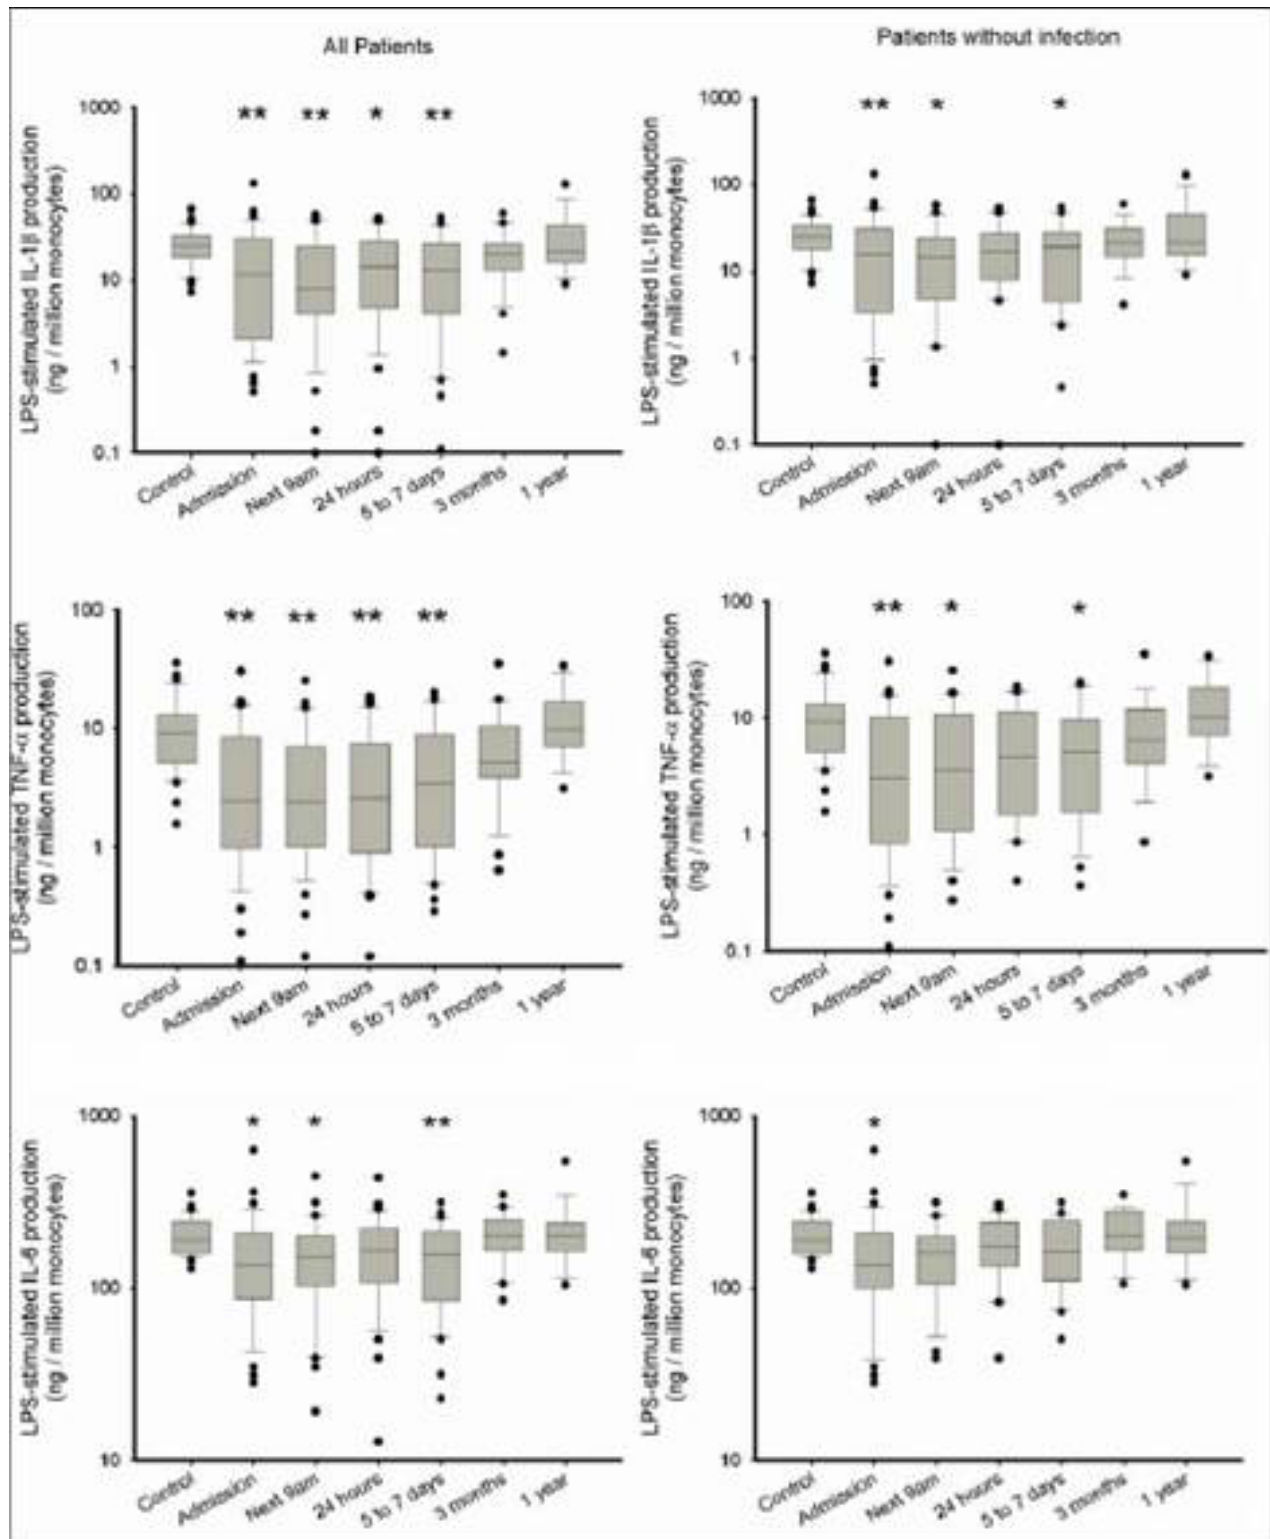 All Patients
Patients without infection
LPS-stimulated IL-1β production
(ng / million monocytes)
1000
100
10
1
0.1
** ** * **
Control
Admission
Next 9am
24 hours
5 to 7 days
3 months
1 year
LPS-stimulated IL-1β production
(ng / million monocytes)
1000
100
10
1
0.1
** * *
Control
Admission
Next 9am
24 hours
5 to 7 days
3 months
1 year
LPS-stimulated TNF-α production
(ng / million monocytes)
100
10
1
0.1
** ** ** **
Control
Admission
Next 9am
24 hours
5 to 7 days
3 months
1 year
LPS-stimulated TNF-α production
(ng / million monocytes)
100
10
1
0.1
** * *
Control
Admission
Next 9am
24 hours
5 to 7 days
3 months
1 year
LPS-stimulated IL-6 production
(ng / million monocytes)
1000
100
10
* * **
Control
Admission
Next 9am
24 hours
5 to 7 days
3 months
1 year
LPS-stimulated IL-6 production
(ng / million monocytes)
1000
100
10
*
Control
Admission
Next 9am
24 hours
5 to 7 days
3 months
1 year